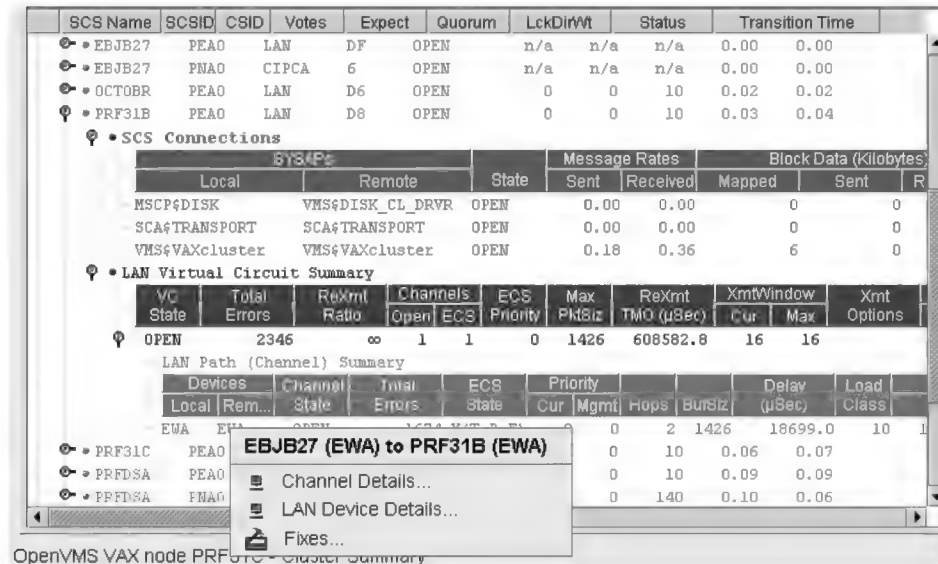 SCS Name SCSID CSID Votes Expect Quorum LckDirWt Status Transition Time
EBJB27 PEA0 LAN DF OPEN n/a n/a n/a 0.00 0.00
EBJB27 PNA0 CIPCA 6 OPEN n/a n/a n/a 0.00 0.00
OCTOBR PEA0 LAN D6 OPEN 0 0 10 0.02 0.02
PRF31B PEA0 LAN D8 OPEN 0 0 10 0.03 0.04
SCS Connections
SYSAPs Message Rates Block Data (Kilobytes)
Local Remote State Sent Received Mapped Sent R
MSCP$DISK VMS$DISK_CL_DRVR OPEN 0.00 0.00 0 0
SCA$TRANSPORT SCA$TRANSPORT OPEN 0.00 0.00 0 0
VMS$VAXcluster VMS$VAXcluster OPEN 0.18 0.36 6 0
LAN Virtual Circuit Summary
VC Total ReXmt Channels ECS Max ReXmt XmtWindow Xmt
State Errors Ratio Open ECS Priority PktSiz TMO (µSec) Cur Max Options
OPEN 2346 ∞ 1 1 0 1426 608582.8 16 16
LAN Path (Channel) Summary
Devices Channel Total ECS Priority Delay Load
Local Rem... State Errors State Cur Mgmt Hops BufSiz (µSec) Class
EWA OPEN 0 2 1426 18699.0 10 1
PRF31C PEA0 0 10 0.06 0.07
PRFDSA PEA0 0 10 0.09 0.09
PRFDSA PNA0 0 140 0.10 0.06
EBJB27 (EWA) to PRF31B (EWA)
Channel Details...
LAN Device Details...
Fixes...
OpenVMS VAX node PRF31C - Cluster Summary